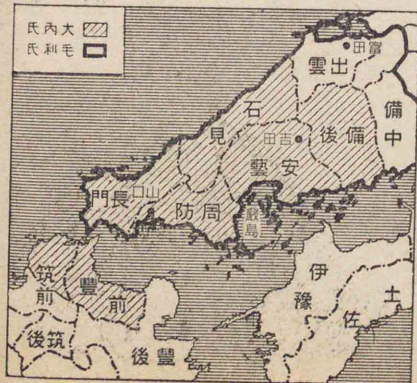 大內氏
毛利氏
富田
出雲
石見
備中
備後
吉田
安藝
山口
長門
周防
嚴島
筑前
豐前
筑後
豐後
伊豫
土佐